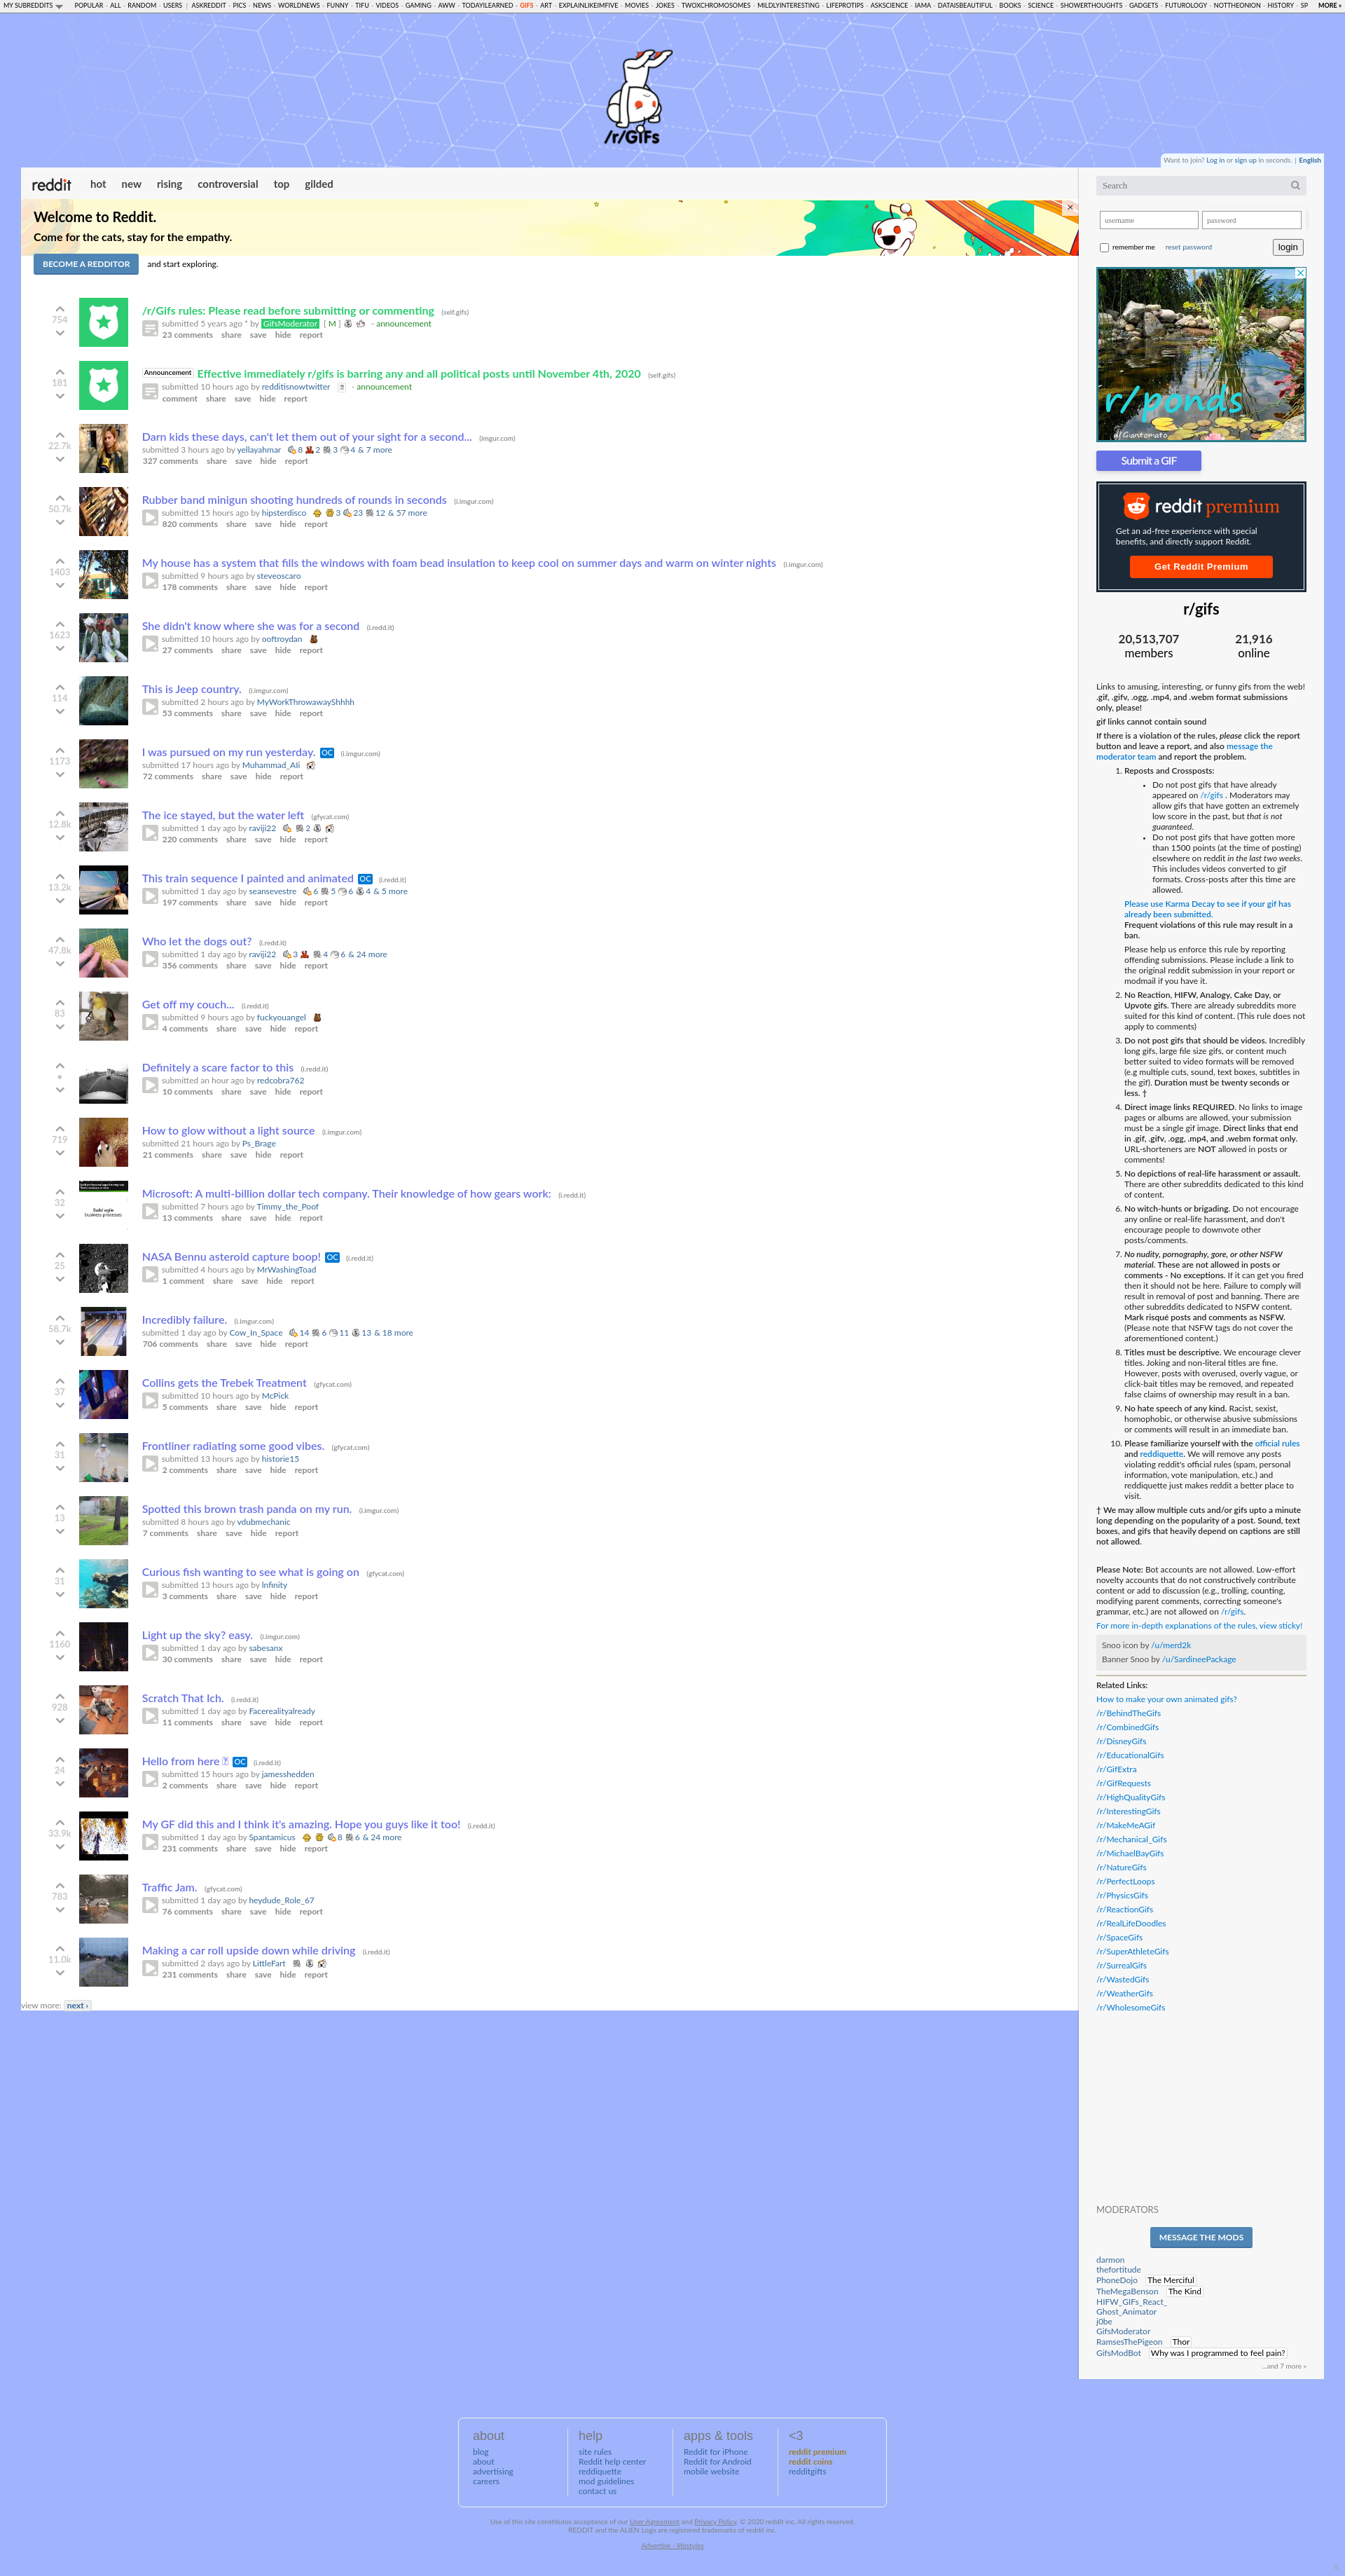 MY SUBREDDITS POPULAR - ALL - RANDOM - USERS | ASKREDDIT - PICS - NEWS - WORLDNEWS - FUNNY - TIFU - VIDEOS - GAMING - AWW - TODAYILEARNED - GIFS - ART - EXPLAINLIKEIMFIVE - MOVIES - JOKES - TWOXCHROMOSOMES - MILDLYINTERESTING - LIFEPROTIPS - ASKSCIENCE - IAMA - DATAISBEAUTIFUL - BOOKS - SCIENCE - SHOWERTHOUGHTS - GADGETS - FUTUROLOGY - NOTTHEONION - HISTORY - SP MORE »
/r/GIFs
Want to join? Log in or sign up in seconds. | English
reddit hot new rising controversial top gilded
Welcome to Reddit.
Come for the cats, stay for the empathy.
BECOME A REDDITOR and start exploring.
754
/r/Gifs rules: Please read before submitting or commenting (self.gifs)
submitted 5 years ago * by GifsModerator [ M ] - announcement
23 comments share save hide report
181
Announcement Effective immediately r/gifs is barring any and all political posts until November 4th, 2020 (self.gifs)
submitted 10 hours ago by redditisnowtwitter - announcement
comment share save hide report
22.7k
Darn kids these days, can't let them out of your sight for a second... (imgur.com)
submitted 3 hours ago by yellayahmar 8 2 3 4 & 7 more
327 comments share save hide report
50.7k
Rubber band minigun shooting hundreds of rounds in seconds (i.imgur.com)
submitted 15 hours ago by hipsterdisco 3 23 12 & 57 more
820 comments share save hide report
1403
My house has a system that fills the windows with foam bead insulation to keep cool on summer days and warm on winter nights (i.imgur.com)
submitted 9 hours ago by steveoscaro
178 comments share save hide report
1623
She didn't know where she was for a second (i.redd.it)
submitted 10 hours ago by ooftroydan
27 comments share save hide report
114
This is Jeep country. (i.imgur.com)
submitted 2 hours ago by MyWorkThrowawayShhhh
53 comments share save hide report
1173
I was pursued on my run yesterday. OC (i.imgur.com)
submitted 17 hours ago by Muhammad_Ali
72 comments share save hide report
12.8k
The ice stayed, but the water left (gfycat.com)
submitted 1 day ago by raviji22 2
220 comments share save hide report
13.2k
This train sequence I painted and animated OC (i.redd.it)
submitted 1 day ago by seansevestre 6 5 6 4 & 5 more
197 comments share save hide report
47.8k
Who let the dogs out? (i.redd.it)
submitted 1 day ago by raviji22 3 4 6 & 24 more
356 comments share save hide report
83
Get off my couch... (i.redd.it)
submitted 9 hours ago by fuckyouangel
4 comments share save hide report
•
Definitely a scare factor to this (i.redd.it)
submitted an hour ago by redcobra762
10 comments share save hide report
719
How to glow without a light source (i.imgur.com)
submitted 21 hours ago by Ps_Brage
21 comments share save hide report
32
Build agile business processes
Microsoft: A multi-billion dollar tech company. Their knowledge of how gears work: (i.redd.it)
submitted 7 hours ago by Timmy_the_Poof
13 comments share save hide report
25
NASA Bennu asteroid capture boop! OC (i.redd.it)
submitted 4 hours ago by MrWashingToad
1 comment share save hide report
58.7k
Incredibly failure. (i.imgur.com)
submitted 1 day ago by Cow_In_Space 14 6 11 13 & 18 more
706 comments share save hide report
37
Collins gets the Trebek Treatment (gfycat.com)
submitted 10 hours ago by McPick
5 comments share save hide report
31
Frontliner radiating some good vibes. (gfycat.com)
submitted 13 hours ago by historie15
2 comments share save hide report
13
Spotted this brown trash panda on my run. (i.imgur.com)
submitted 8 hours ago by vdubmechanic
7 comments share save hide report
31
Curious fish wanting to see what is going on (gfycat.com)
submitted 13 hours ago by Infinity
3 comments share save hide report
1160
Light up the sky? easy. (i.imgur.com)
submitted 1 day ago by sabesanx
30 comments share save hide report
928
Scratch That Ich. (i.redd.it)
submitted 1 day ago by Facerealityalready
11 comments share save hide report
24
Hello from here OC (i.redd.it)
submitted 15 hours ago by jamesshedden
2 comments share save hide report
33.9k
My GF did this and I think it's amazing. Hope you guys like it too! (i.redd.it)
submitted 1 day ago by Spantamicus 8 6 & 24 more
231 comments share save hide report
783
Traffic Jam. (gfycat.com)
submitted 1 day ago by heydude_Role_67
76 comments share save hide report
11.0k
Making a car roll upside down while driving (i.redd.it)
submitted 2 days ago by LittleFart
231 comments share save hide report
view more: next ›
Search
username password
remember me reset password login
r/ponds
u/Giantomato
Submit a GIF
reddit premium
Get an ad-free experience with special
benefits, and directly support Reddit.
Get Reddit Premium
r/gifs
20,513,707 21,916
members online
Links to amusing, interesting, or funny gifs from the web!
.gif, .gifv, .ogg, .mp4, and .webm format submissions
only, please!
gif links cannot contain sound
If there is a violation of the rules, please click the report
button and leave a report, and also message the
moderator team and report the problem.
1. Reposts and Crossposts:
• Do not post gifs that have already
appeared on /r/gifs . Moderators may
allow gifs that have gotten an extremely
low score in the past, but that is not
guaranteed.
• Do not post gifs that have gotten more
than 1500 points (at the time of posting)
elsewhere on reddit in the last two weeks.
This includes videos converted to gif
formats. Cross-posts after this time are
allowed.
Please use Karma Decay to see if your gif has
already been submitted.
Frequent violations of this rule may result in a
ban.
Please help us enforce this rule by reporting
offending submissions. Please include a link to
the original reddit submission in your report or
modmail if you have it.
2. No Reaction, HIFW, Analogy, Cake Day, or
Upvote gifs. There are already subreddits more
suited for this kind of content. (This rule does not
apply to comments)
3. Do not post gifs that should be videos. Incredibly
long gifs, large file size gifs, or content much
better suited to video formats will be removed
(e.g multiple cuts, sound, text boxes, subtitles in
the gif). Duration must be twenty seconds or
less. †
4. Direct image links REQUIRED. No links to image
pages or albums are allowed, your submission
must be a single gif image. Direct links that end
in .gif, .gifv, .ogg, .mp4, and .webm format only.
URL-shorteners are NOT allowed in posts or
comments!
5. No depictions of real-life harassment or assault.
There are other subreddits dedicated to this kind
of content.
6. No witch-hunts or brigading. Do not encourage
any online or real-life harassment, and don't
encourage people to downvote other
posts/comments.
7. No nudity, pornography, gore, or other NSFW
material. These are not allowed in posts or
comments - No exceptions. If it can get you fired
then it should not be here. Failure to comply will
result in removal of post and banning. There are
other subreddits dedicated to NSFW content.
Mark risqué posts and comments as NSFW.
(Please note that NSFW tags do not cover the
aforementioned content.)
8. Titles must be descriptive. We encourage clever
titles. Joking and non-literal titles are fine.
However, posts with overused, overly vague, or
click-bait titles may be removed, and repeated
false claims of ownership may result in a ban.
9. No hate speech of any kind. Racist, sexist,
homophobic, or otherwise abusive submissions
or comments will result in an immediate ban.
10. Please familiarize yourself with the official rules
and reddiquette. We will remove any posts
violating reddit's official rules (spam, personal
information, vote manipulation, etc.) and
reddiquette just makes reddit a better place to
visit.
† We may allow multiple cuts and/or gifs upto a minute
long depending on the popularity of a post. Sound, text
boxes, and gifs that heavily depend on captions are still
not allowed.
Please Note: Bot accounts are not allowed. Low-effort
novelty accounts that do not constructively contribute
content or add to discussion (e.g., trolling, counting,
modifying parent comments, correcting someone's
grammar, etc.) are not allowed on /r/gifs.
For more in-depth explanations of the rules, view sticky!
Snoo icon by /u/merd2k
Banner Snoo by /u/SardineePackage
Related Links:
How to make your own animated gifs?
/r/BehindTheGifs
/r/CombinedGifs
/r/DisneyGifs
/r/EducationalGifs
/r/GifExtra
/r/GifRequests
/r/HighQualityGifs
/r/InterestingGifs
/r/MakeMeAGif
/r/Mechanical_Gifs
/r/MichaelBayGifs
/r/NatureGifs
/r/PerfectLoops
/r/PhysicsGifs
/r/ReactionGifs
/r/RealLifeDoodles
/r/SpaceGifs
/r/SuperAthleteGifs
/r/SurrealGifs
/r/WastedGifs
/r/WeatherGifs
/r/WholesomeGifs
MODERATORS
MESSAGE THE MODS
darmon
thefortitude
PhoneDojo The Merciful
TheMegaBenson The Kind
HIFW_GIFs_React_
Ghost_Animator
j0be
GifsModerator
RamsesThePigeon Thor
GifsModBot Why was I programmed to feel pain?
...and 7 more »
about
blog
about
advertising
careers
help
site rules
Reddit help center
reddiquette
mod guidelines
contact us
apps & tools
Reddit for iPhone
Reddit for Android
mobile website
<3
reddit premium
reddit coins
redditgifts
Use of this site constitutes acceptance of our User Agreement and Privacy Policy. © 2020 reddit inc. All rights reserved.
REDDIT and the ALIEN Logo are registered trademarks of reddit inc.
Advertise - lifestyles